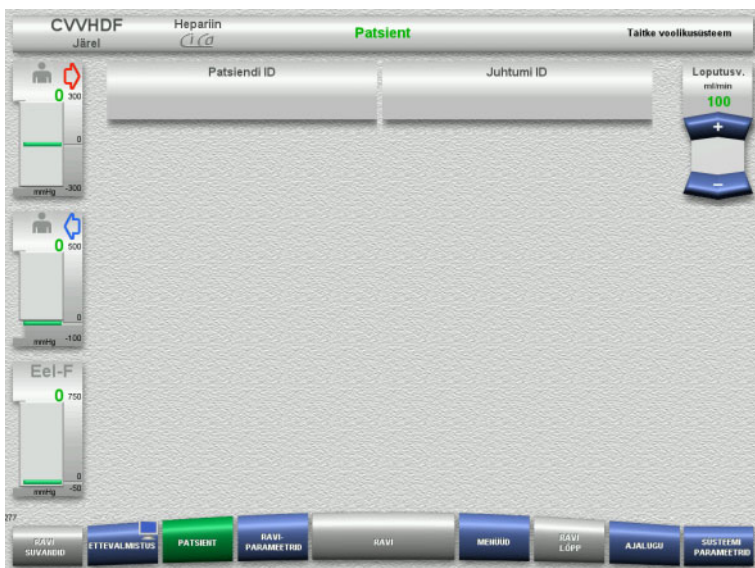 CVVHDF
Järel
Hepariin
Ci Ca
Patsient
Taitke voolikusüsteem
0
300
0
-300
mmHg
Patsiendi ID
Juhtumi ID
Loputusv.
ml/min
100
+
−
0
500
0
-100
mmHg
Eel-F
0
750
0
-50
mmHg
277
RAVI
SUVANDID
ETTEVALMISTUS
PATSIENT
RAVI-
PARAMEETRID
RAVI
MENÜÜD
RAVI
LÕPP
AJALUGU
SÜSTEEMI
PARAMEETRID